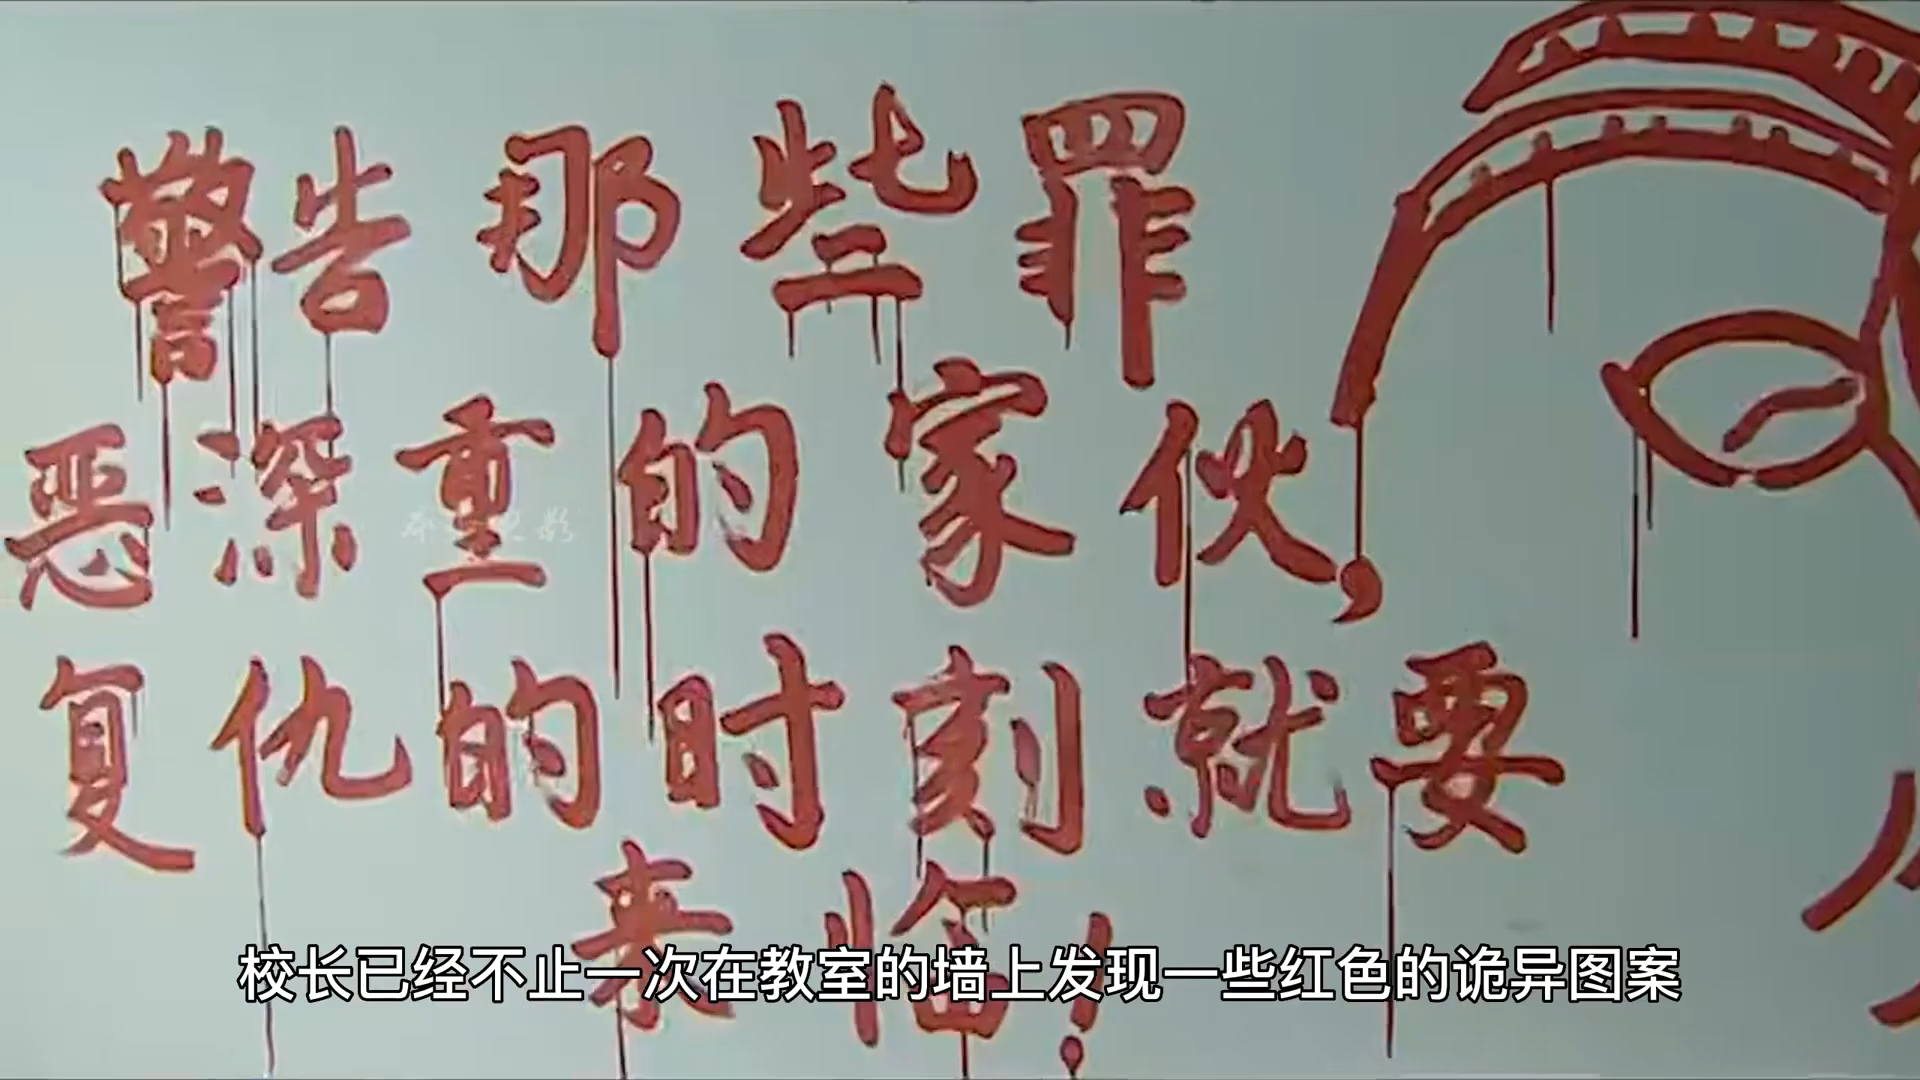 警告那些罪
恶深重的家伙，
复仇的时刻就要
来临！
校长已经不止一次在教室的墙上发现一些红色的诡异图案